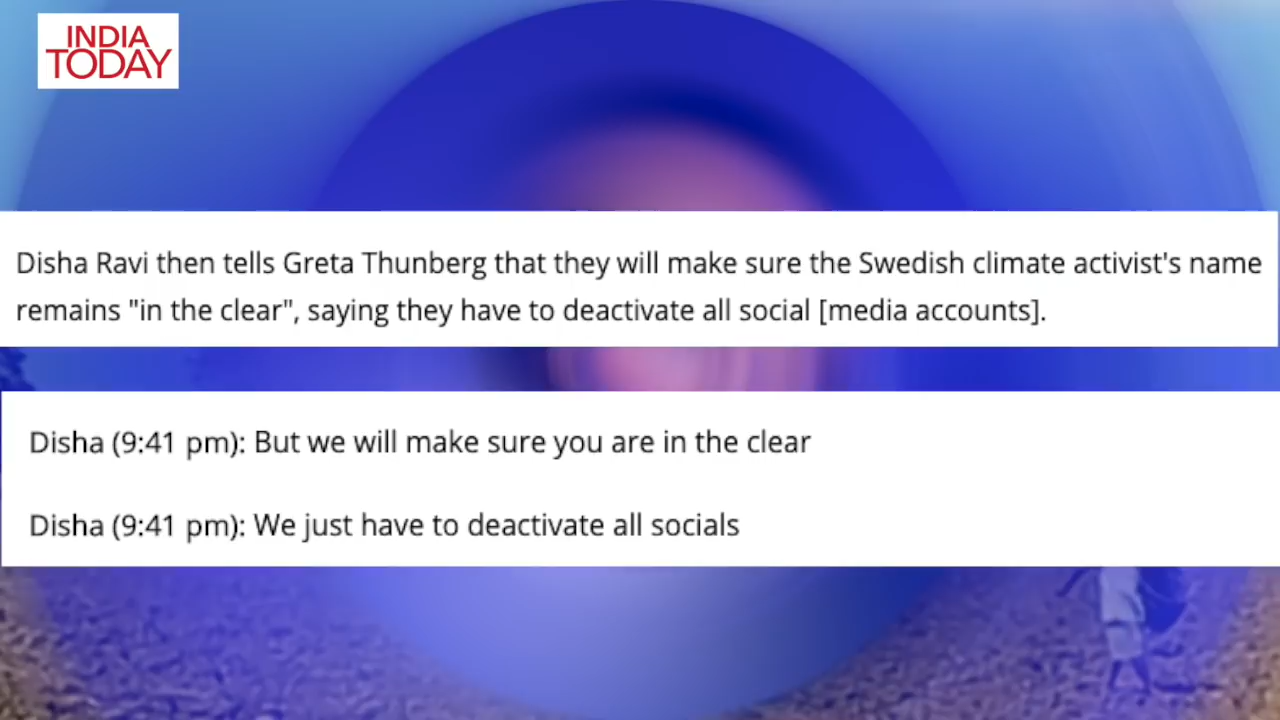 INDIA
TODAY
Disha Ravi then tells Greta Thunberg that they will make sure the Swedish climate activist's name
remains "in the clear", saying they have to deactivate all social [media accounts].
Disha (9:41 pm): But we will make sure you are in the clear
Disha (9:41 pm): We just have to deactivate all socials